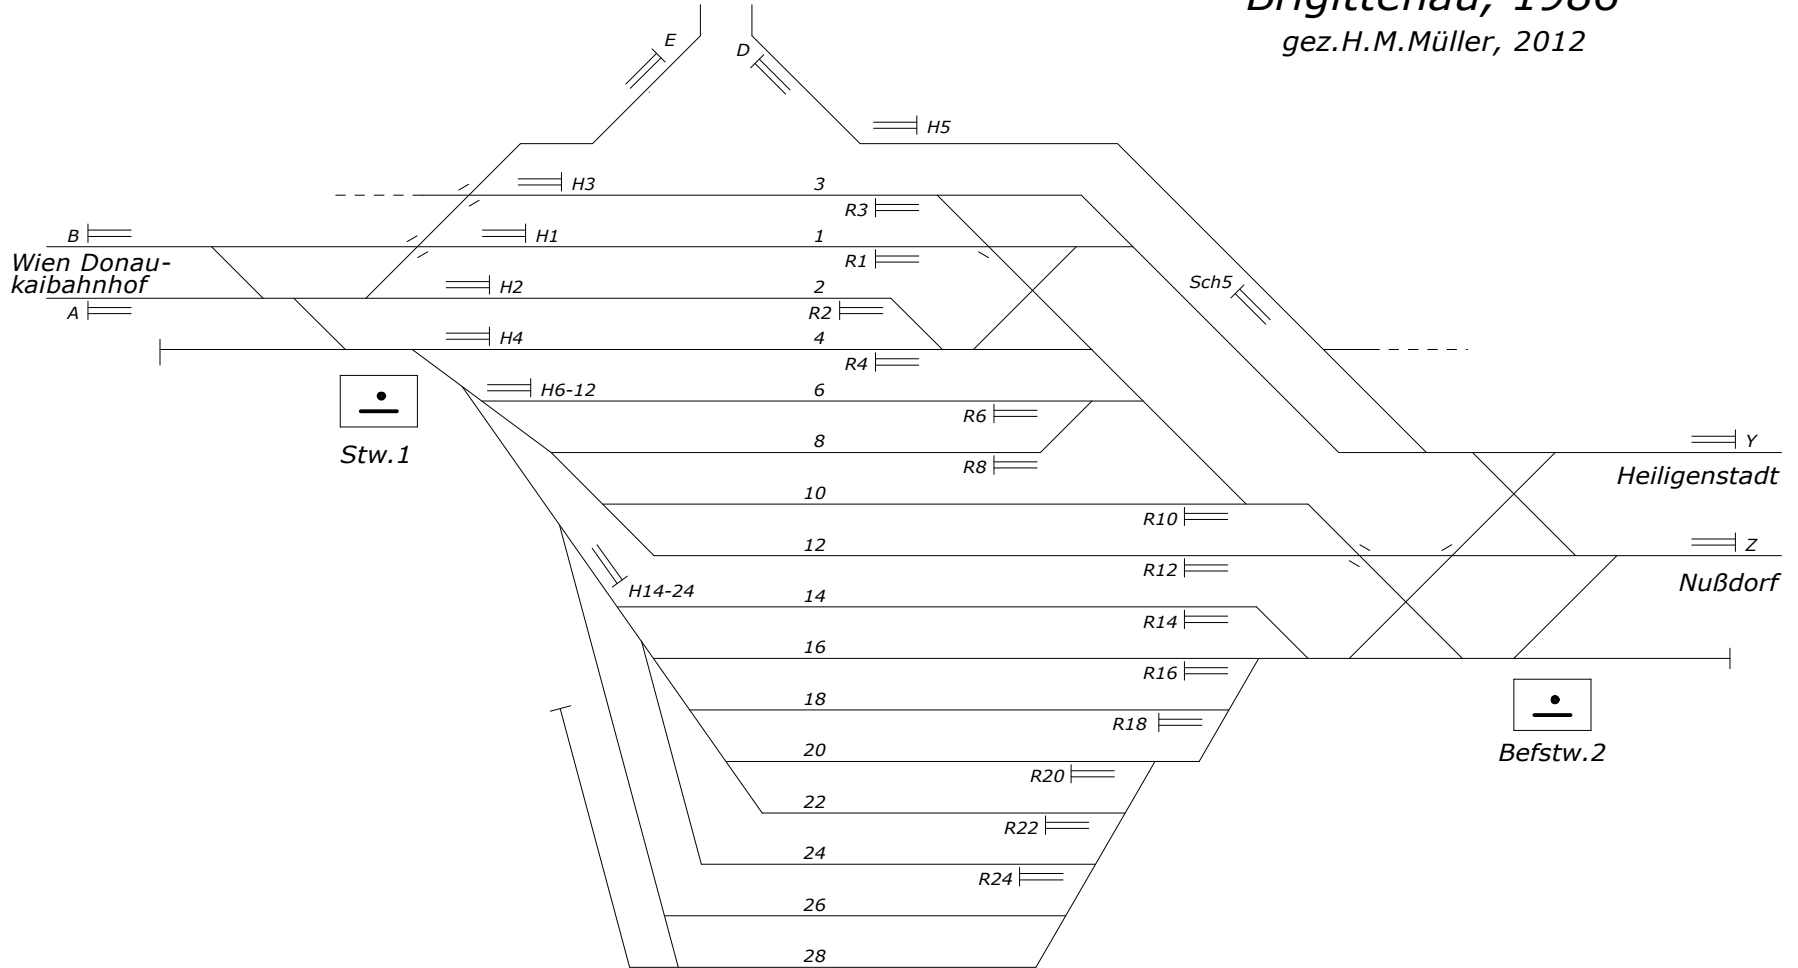 Brigittenau, 1986
gez.H.M.Müller, 2012
E
D
H5
H3
3
R3
B
H1
1
R1
Wien Donau-
kaibahnhof
H2
2
Sch5
A
R2
H4
4
R4
H6-12
6
R6
Stw.1
8
R8
Y
Heiligenstadt
10
R10
12
Z
R12
Nußdorf
H14-24
14
R14
16
R16
18
R18
20
Befstw.2
R20
22
R22
24
R24
26
28